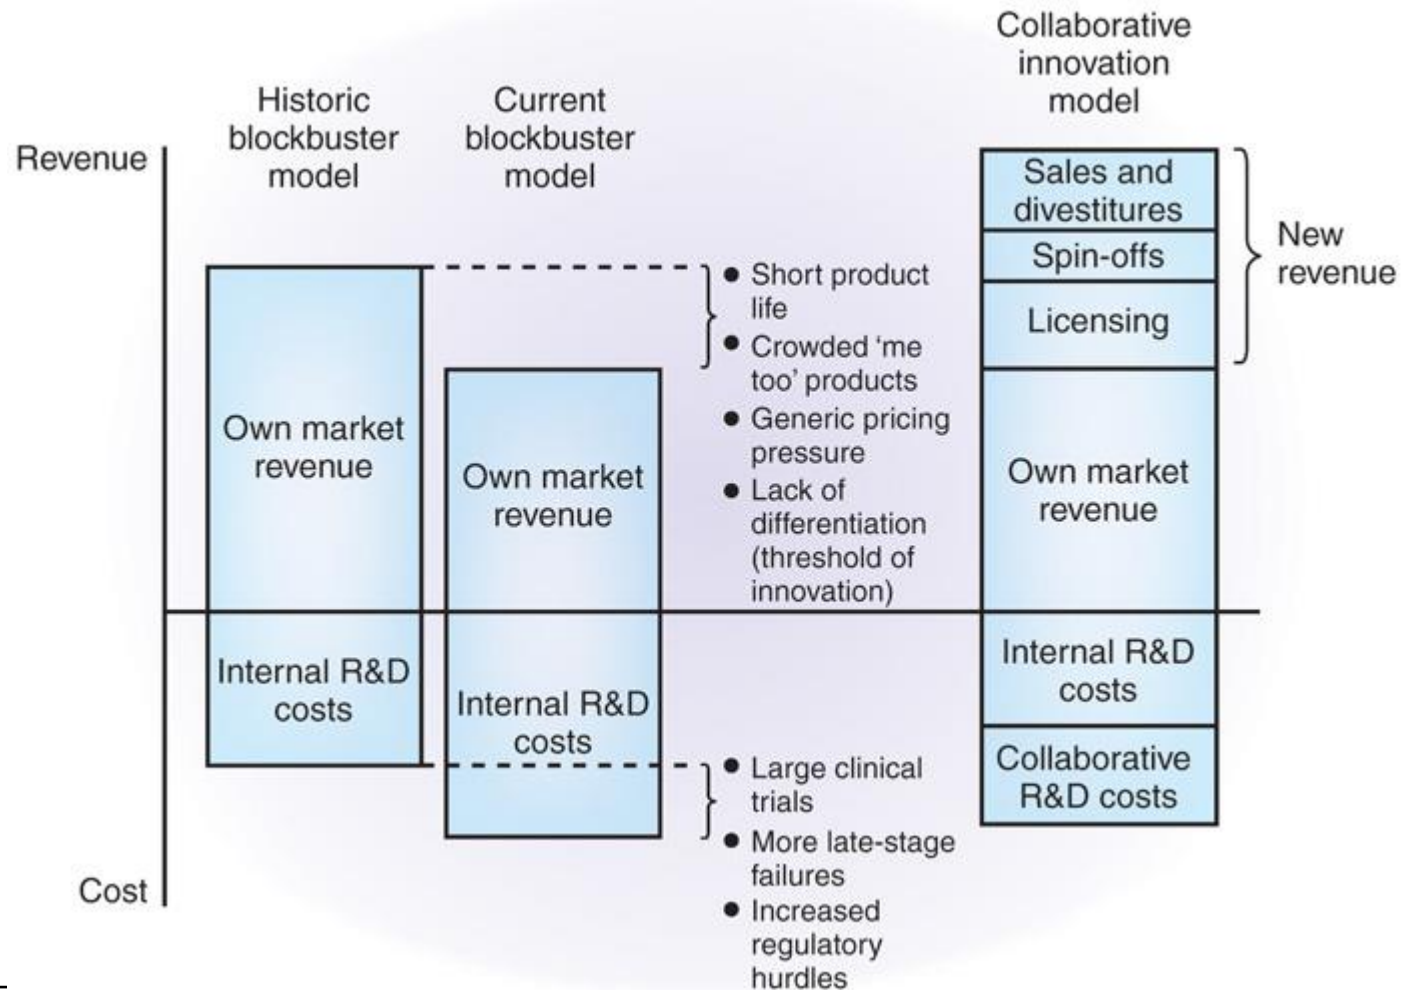 Collaborative
innovation
model
Historic
blockbuster
model
Current
blockbuster
model
Revenue
Sales and
divestitures
Spin-offs
Licensing
New
revenue
● Short product
life
● Crowded ‘me
too’ products
● Generic pricing
pressure
● Lack of
differentiation
(threshold of
innovation)
Own market
revenue
Own market
revenue
Own market
revenue
Internal R&D
costs
Internal R&D
costs
Internal R&D
costs
Collaborative
R&D costs
● Large clinical
trials
● More late-stage
failures
● Increased
regulatory
hurdles
Cost